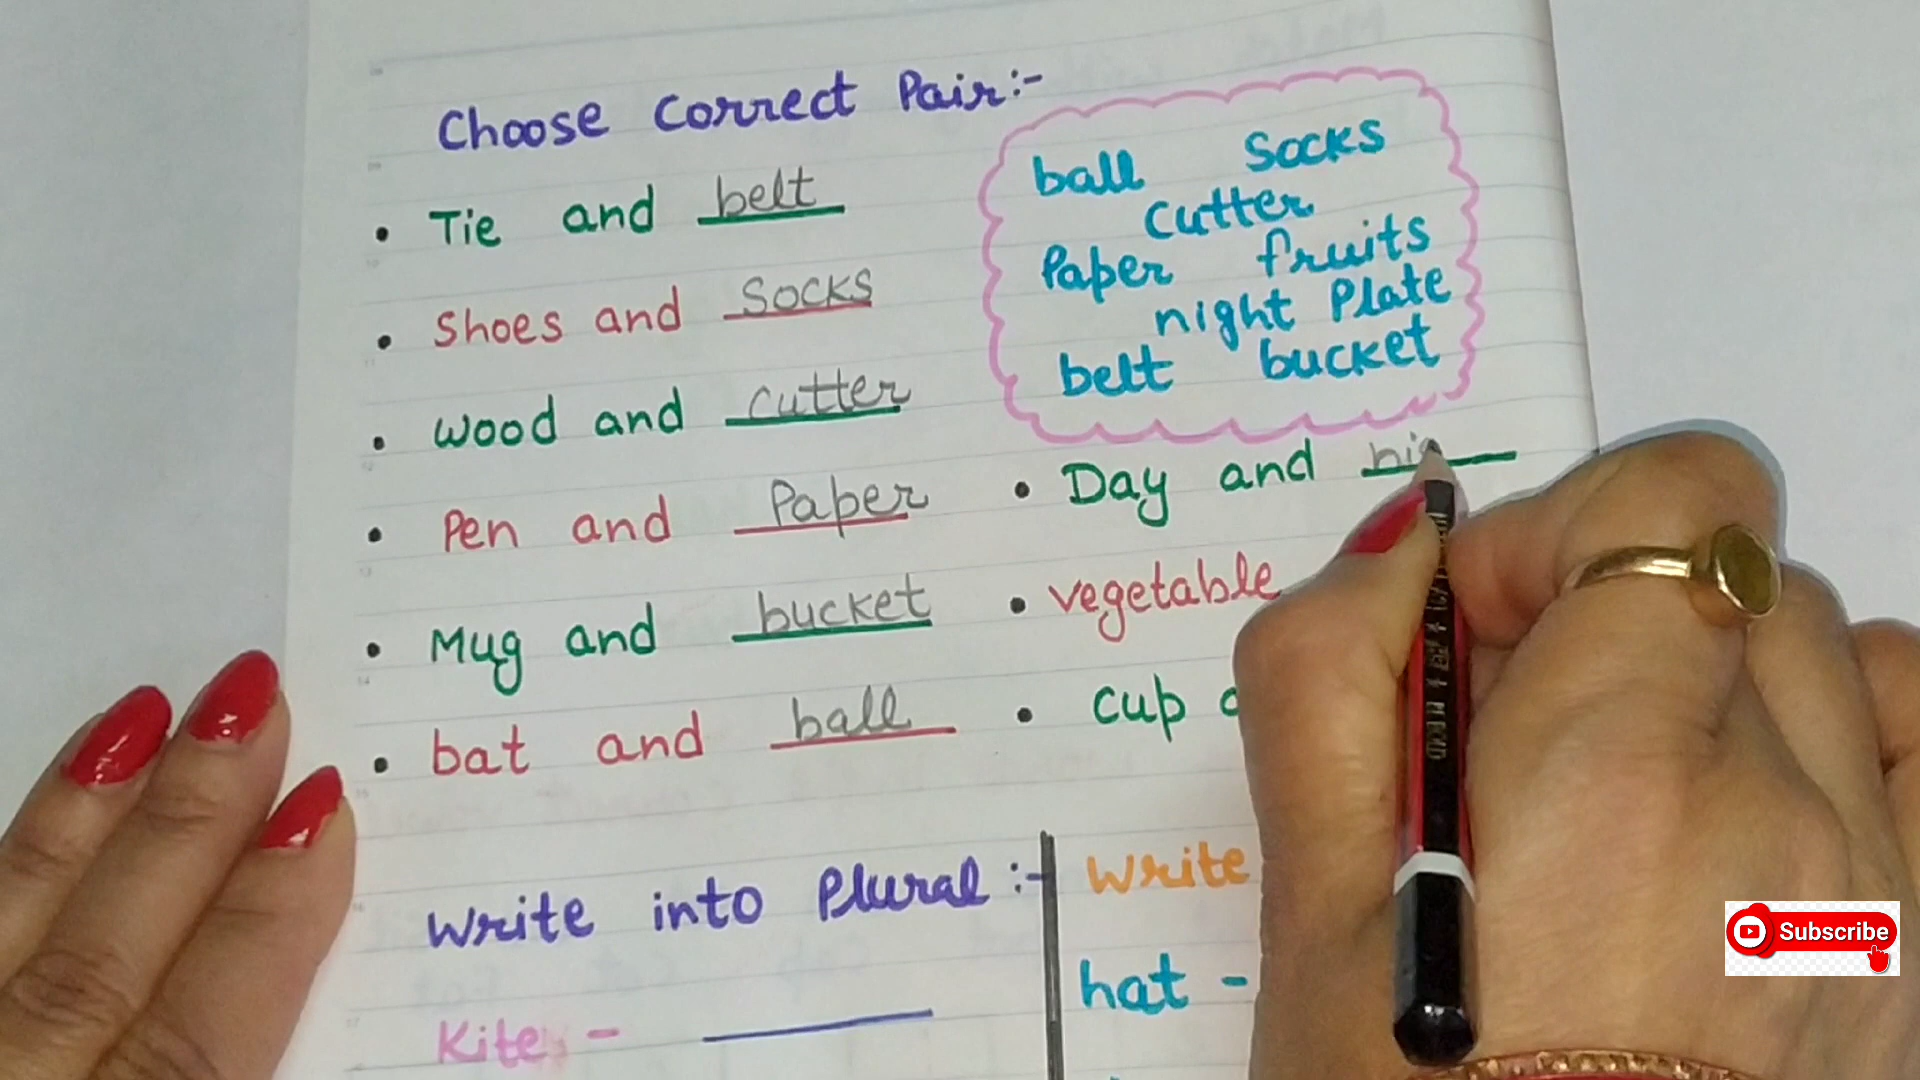 Choose Correct Pair:-
ball Socks
Cutter
Paper fruits
night Plate
belt bucket
• Tie and belt
• Shoes and Socks
• Wood and cutter
• Pen and Paper
• Mug and bucket
• bat and ball
• Day and nig
• vegetable
• Cup
Write into Plural :-
Kite -
Write
hat -
Subscribe